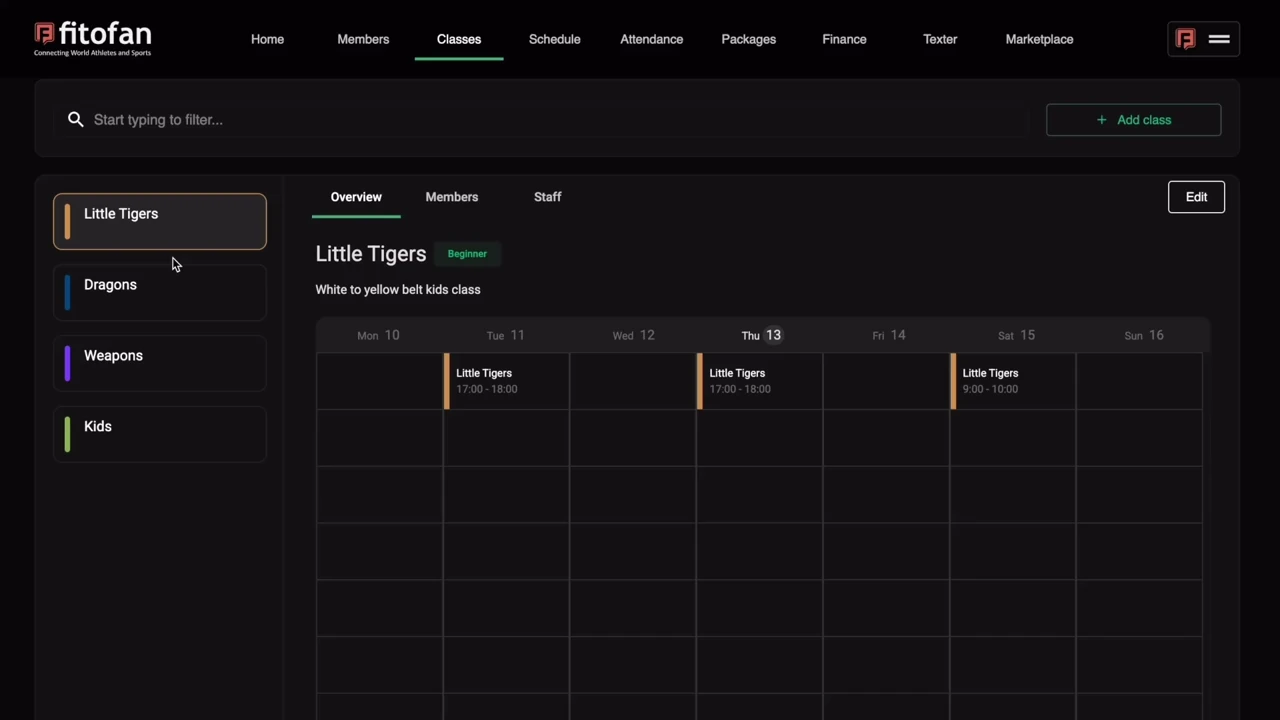 fitofan
Connecting World Athletes and Sports
Home Members Classes Schedule Attendance Packages Finance Texter Marketplace
Start typing to filter...
+ Add class
Little Tigers
Dragons
Weapons
Kids
Overview Members Staff
Edit
Little Tigers Beginner
White to yellow belt kids class
Mon 10 Tue 11 Wed 12 Thu 13 Fri 14 Sat 15 Sun 16
Little Tigers Little Tigers Little Tigers
17:00 - 18:00 17:00 - 18:00 9:00 - 10:00